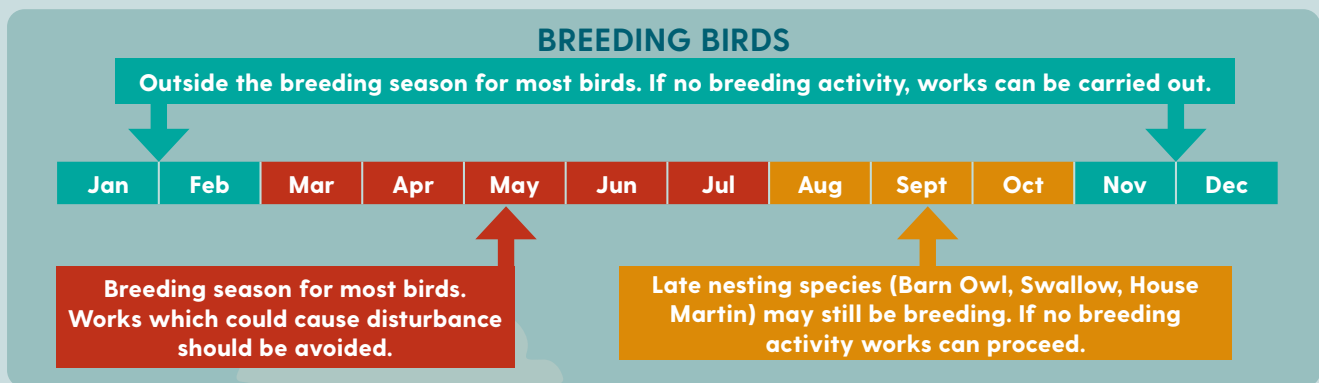 BREEDING BIRDS
Outside the breeding season for most birds. If no breeding activity, works can be carried out.
Jan Feb Mar Apr May Jun Jul Aug Sept Oct Nov Dec
Breeding season for most birds.
Works which could cause disturbance
should be avoided.
Late nesting species (Barn Owl, Swallow, House
Martin) may still be breeding. If no breeding
activity works can proceed.